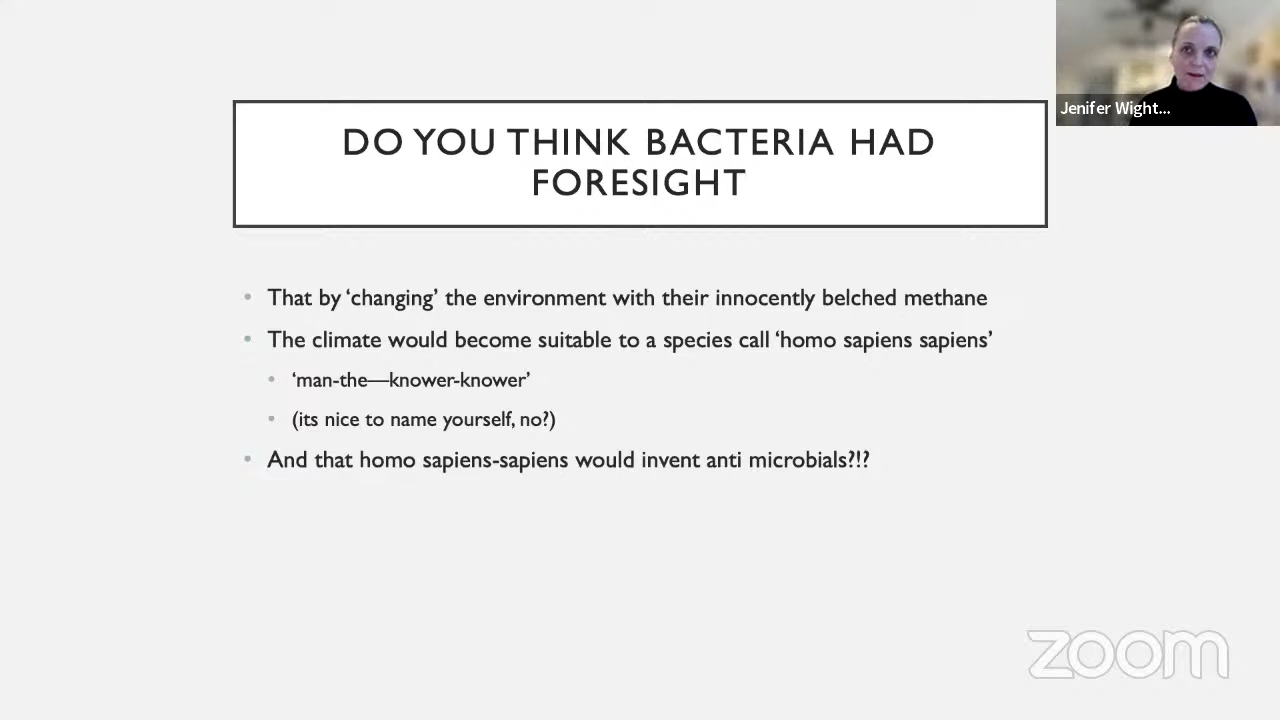 DO YOU THINK BACTERIA HAD
FORESIGHT
• That by ‘changing’ the environment with their innocently belched methane
• The climate would become suitable to a species call ‘homo sapiens sapiens’
• ‘man-the—knower-knower’
• (its nice to name yourself, no?)
• And that homo sapiens-sapiens would invent anti microbials?!?
Jenifer Wight...
zoom